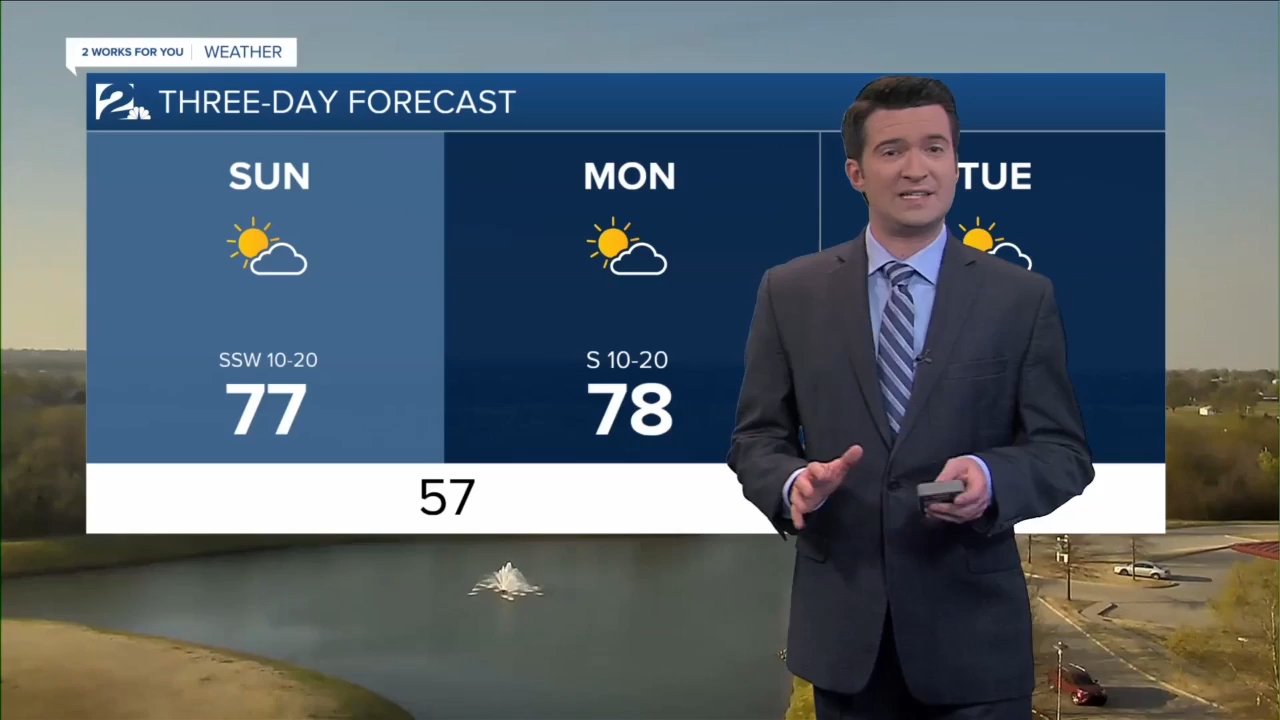 2 WORKS FOR YOU | WEATHER
2 THREE-DAY FORECAST
SUN
SSW 10-20
77
MON
S 10-20
78
TUE
57